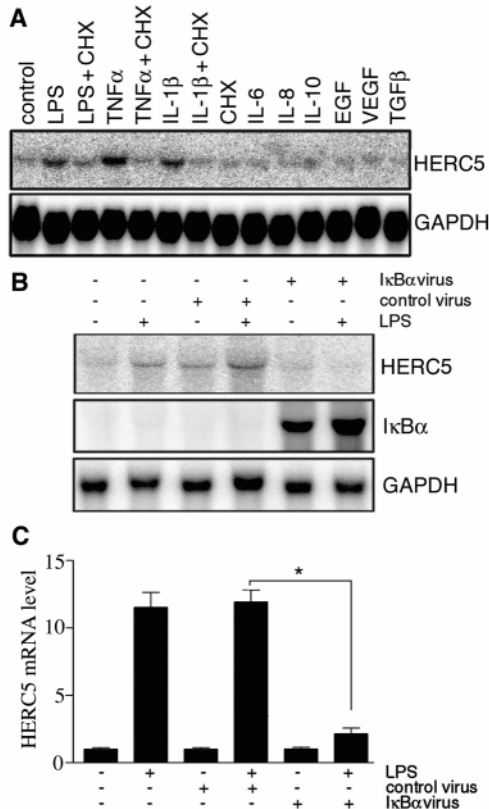 A
control LPS LPS + CHX TNFα TNFα + CHX IL-1β IL-1β + CHX CHX IL-6 IL-8 IL-10 EGF VEGF TGFβ
HERC5
GAPDH
B
- - - - + + IκBαvirus
- - + + - - control virus
- + - + - + LPS
HERC5
IκBα
GAPDH
C
HERC5 mRNA level
15
10
5
0
*
- + - + - + LPS
- - + + - - control virus
- - - - + + IκBαvirus